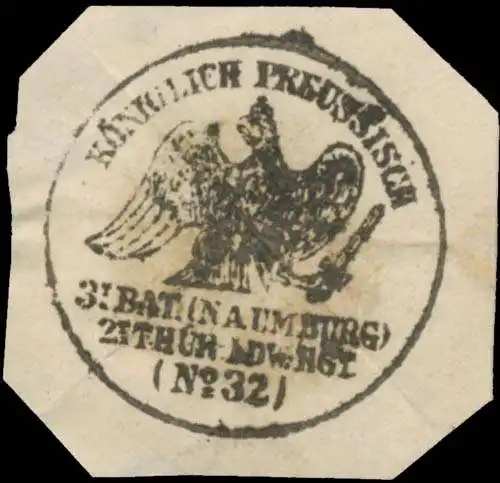 KÖNIGLICH PREUSSISCH
3t BAT. (NAUMBURG)
2t THÜR. LDW. RGT.
(No 32)